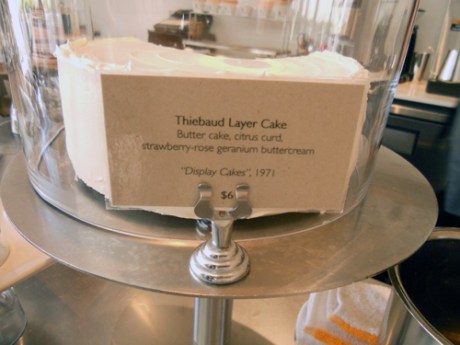 Thiebaud Layer Cake
Butter cake, citrus curd,
strawberry-rose geranium buttercream
"Display Cakes", 1971
$6